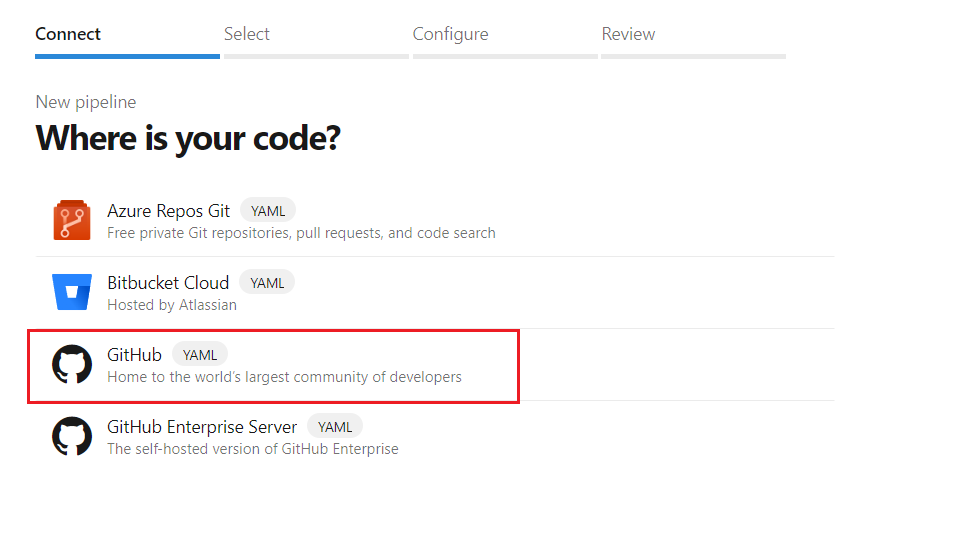 Connect Select Configure Review
New pipeline
Where is your code?
Azure Repos Git YAML
Free private Git repositories, pull requests, and code search
Bitbucket Cloud YAML
Hosted by Atlassian
GitHub YAML
Home to the world's largest community of developers
GitHub Enterprise Server YAML
The self-hosted version of GitHub Enterprise